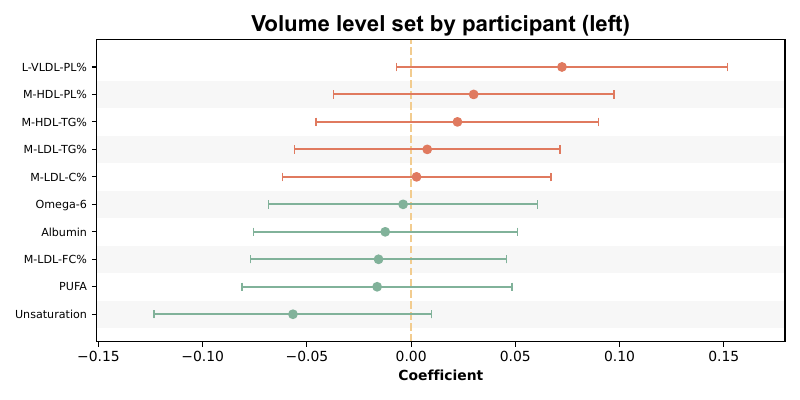 Volume level set by participant (left)
L-VLDL-PL%
M-HDL-PL%
M-HDL-TG%
M-LDL-TG%
M-LDL-C%
Omega-6
Albumin
M-LDL-FC%
PUFA
Unsaturation
−0.15 −0.10 −0.05 0.00 0.05 0.10 0.15
Coefficient